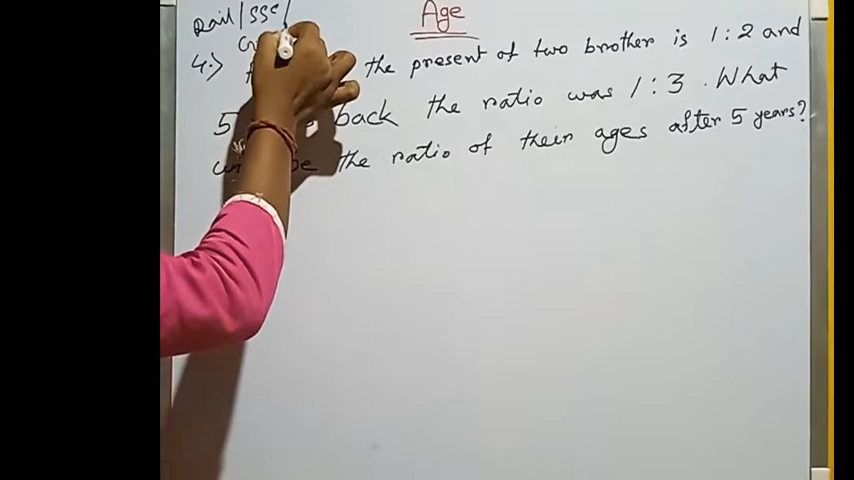 Age
Rail/SSC/
4.) the present of two brother is 1:2 and
5 back the ratio was 1:3. What
be the ratio of their ages after 5 years?